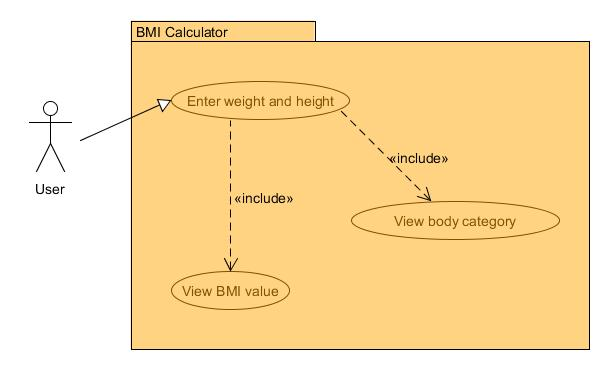 BMI Calculator
Enter weight and height
«include»
User
«include»
View body category
View BMI value